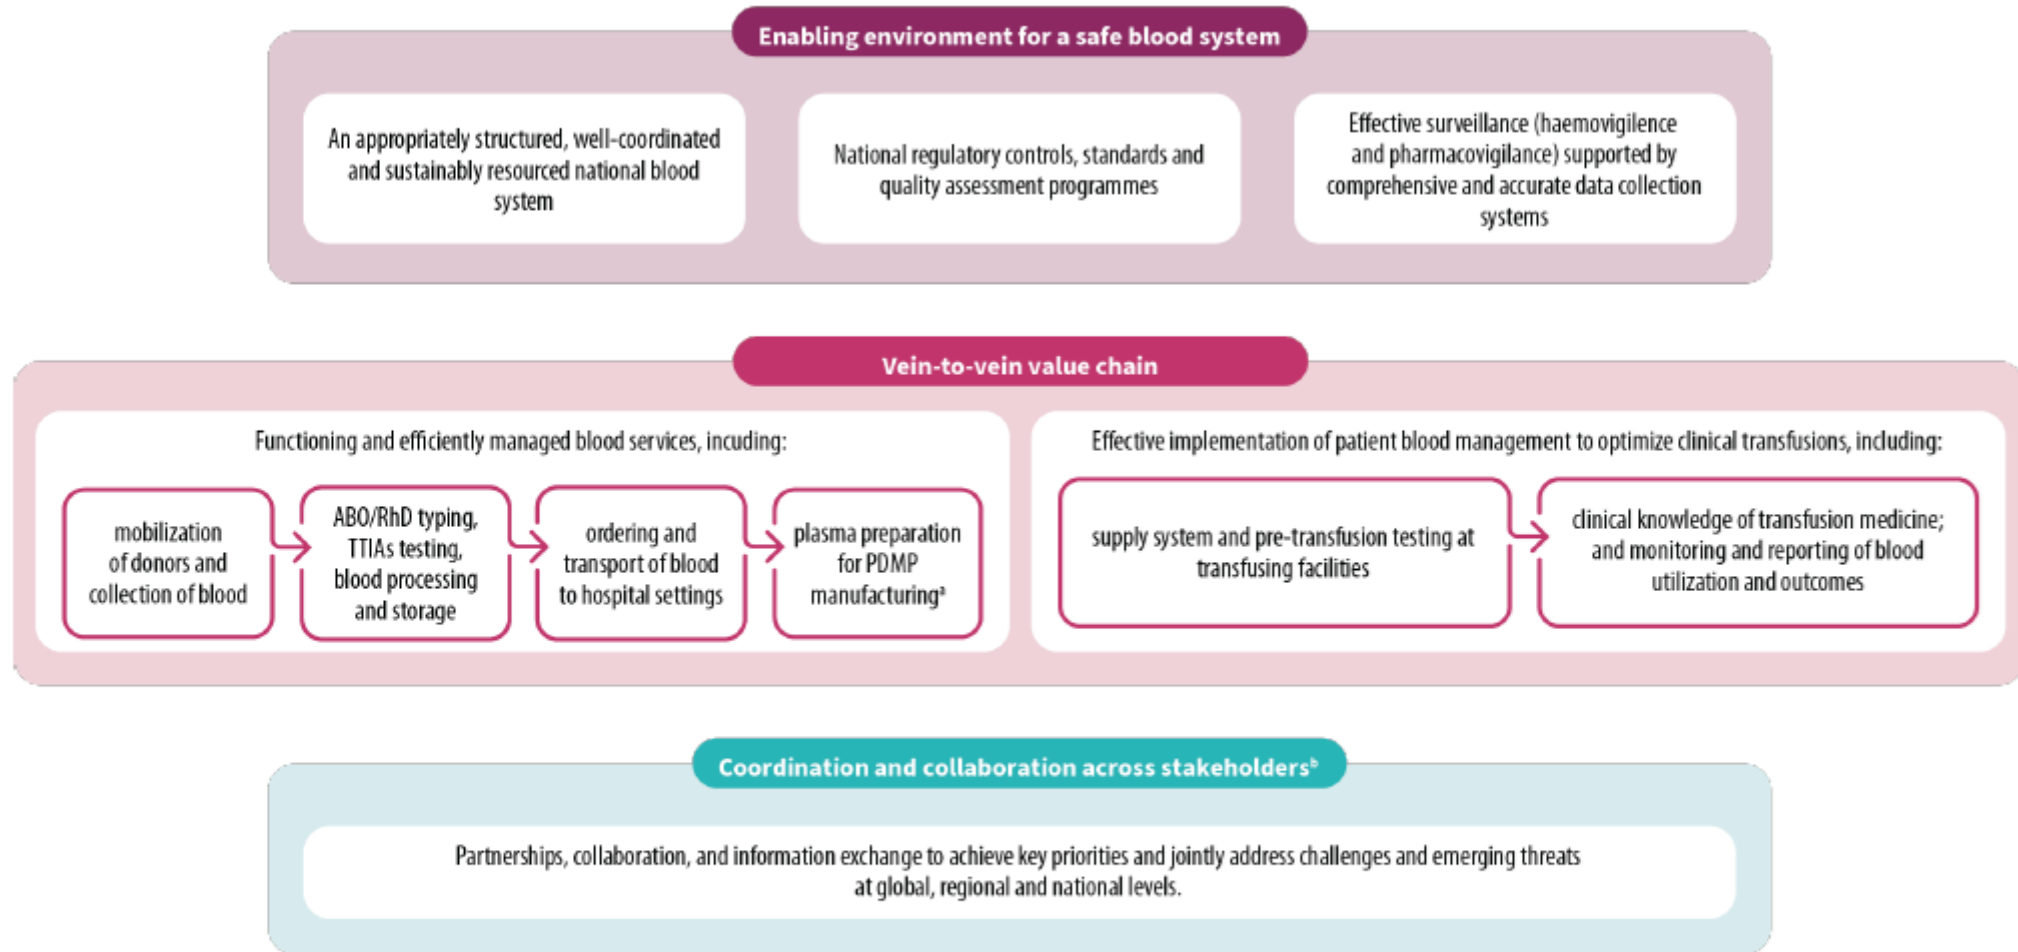 Enabling environment for a safe blood system
An appropriately structured, well-coordinated
and sustainably resourced national blood
system
National regulatory controls, standards and
quality assessment programmes
Effective surveillance (haemovigilence
and pharmacovigilance) supported by
comprehensive and accurate data collection
systems
Vein-to-vein value chain
Functioning and efficiently managed blood services, incuding:
mobilization
of donors and
collection of blood
ABO/RhD typing,
TTIAs testing,
blood processing
and storage
ordering and
transport of blood
to hospital settings
plasma preparation
for PDMP
manufacturingᵃ
Effective implementation of patient blood management to optimize clinical transfusions, including:
supply system and pre-transfusion testing at
transfusing facilities
clinical knowledge of transfusion medicine;
and monitoring and reporting of blood
utilization and outcomes
Coordination and collaboration across stakeholdersᵇ
Partnerships, collaboration, and information exchange to achieve key priorities and jointly address challenges and emerging threats
at global, regional and national levels.